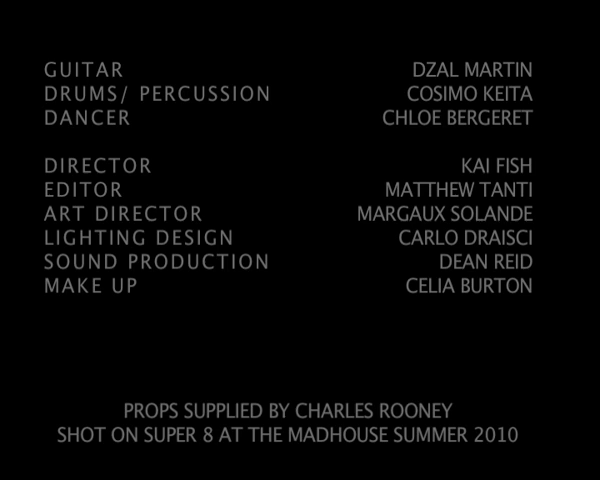 GUITAR DZAL MARTIN
DRUMS/ PERCUSSION COSIMO KEITA
DANCER CHLOE BERGERET
DIRECTOR KAI FISH
EDITOR MATTHEW TANTI
ART DIRECTOR MARGAUX SOLANDE
LIGHTING DESIGN CARLO DRAISCI
SOUND PRODUCTION DEAN REID
MAKE UP CELIA BURTON
PROPS SUPPLIED BY CHARLES ROONEY
SHOT ON SUPER 8 AT THE MADHOUSE SUMMER 2010